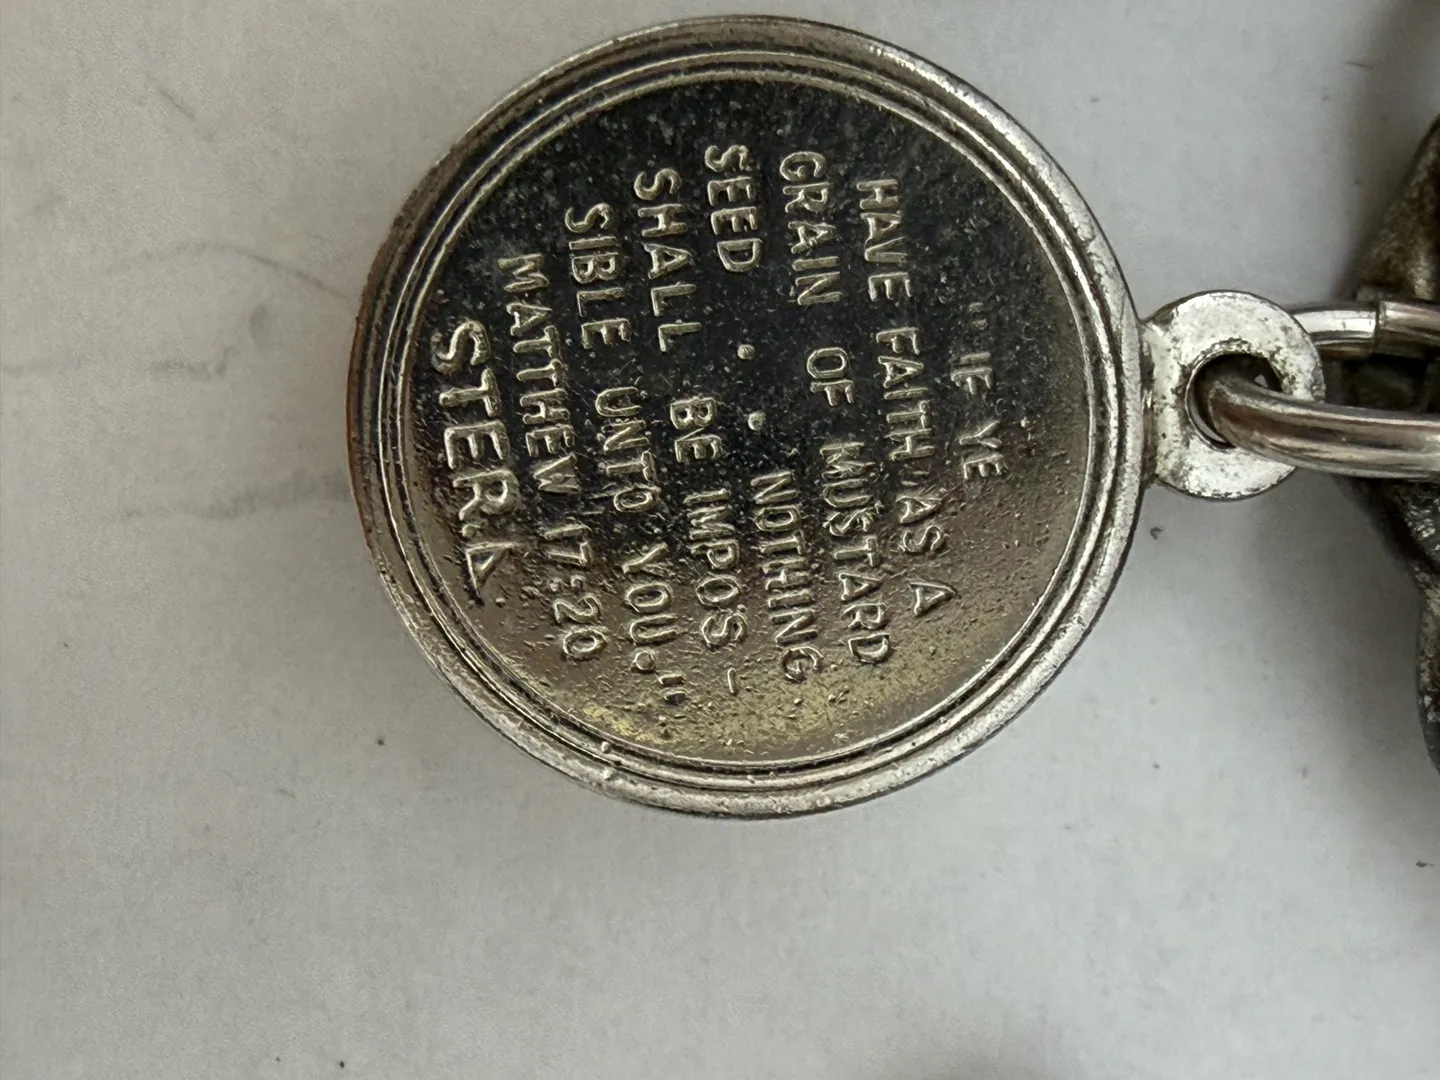 "IF YE
HAVE FAITH AS A
GRAIN OF MUSTARD
SEED . . NOTHING
SHALL BE IMPOS-
SIBLE UNTO YOU."
MATTHEW 17:20
STERA